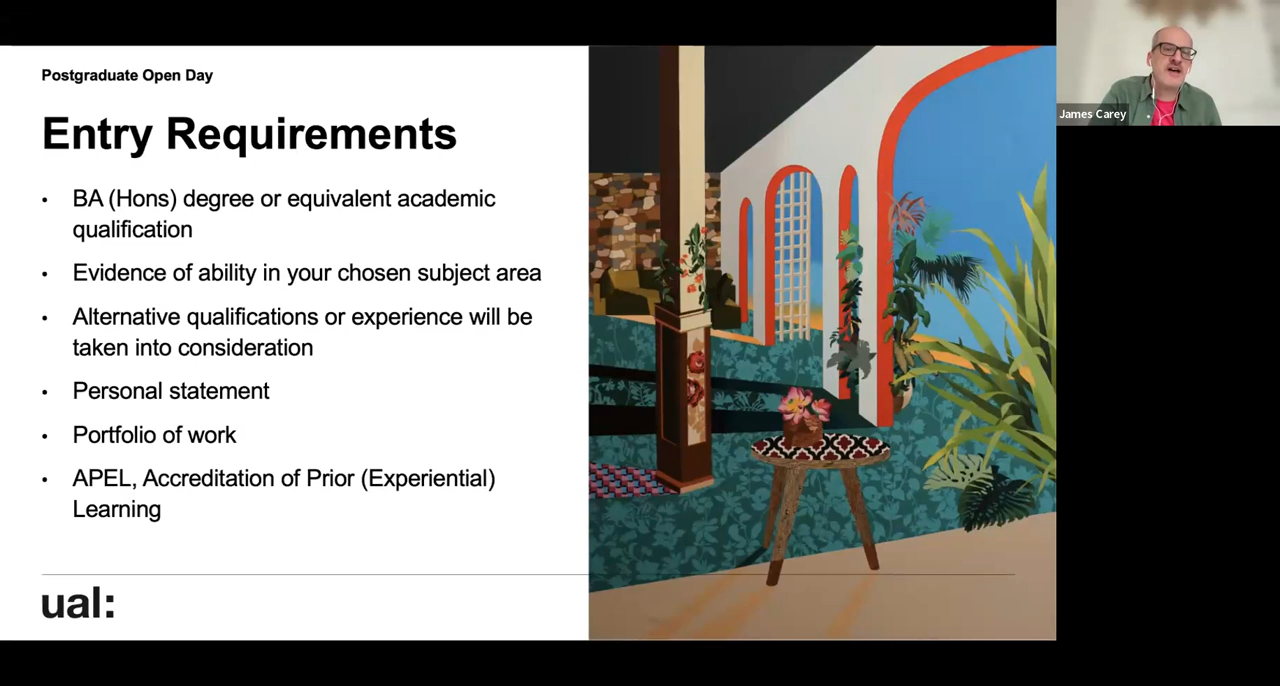 Postgraduate Open Day
Entry Requirements
• BA (Hons) degree or equivalent academic
qualification
• Evidence of ability in your chosen subject area
• Alternative qualifications or experience will be
taken into consideration
• Personal statement
• Portfolio of work
• APEL, Accreditation of Prior (Experiential)
Learning
ual:
James Carey